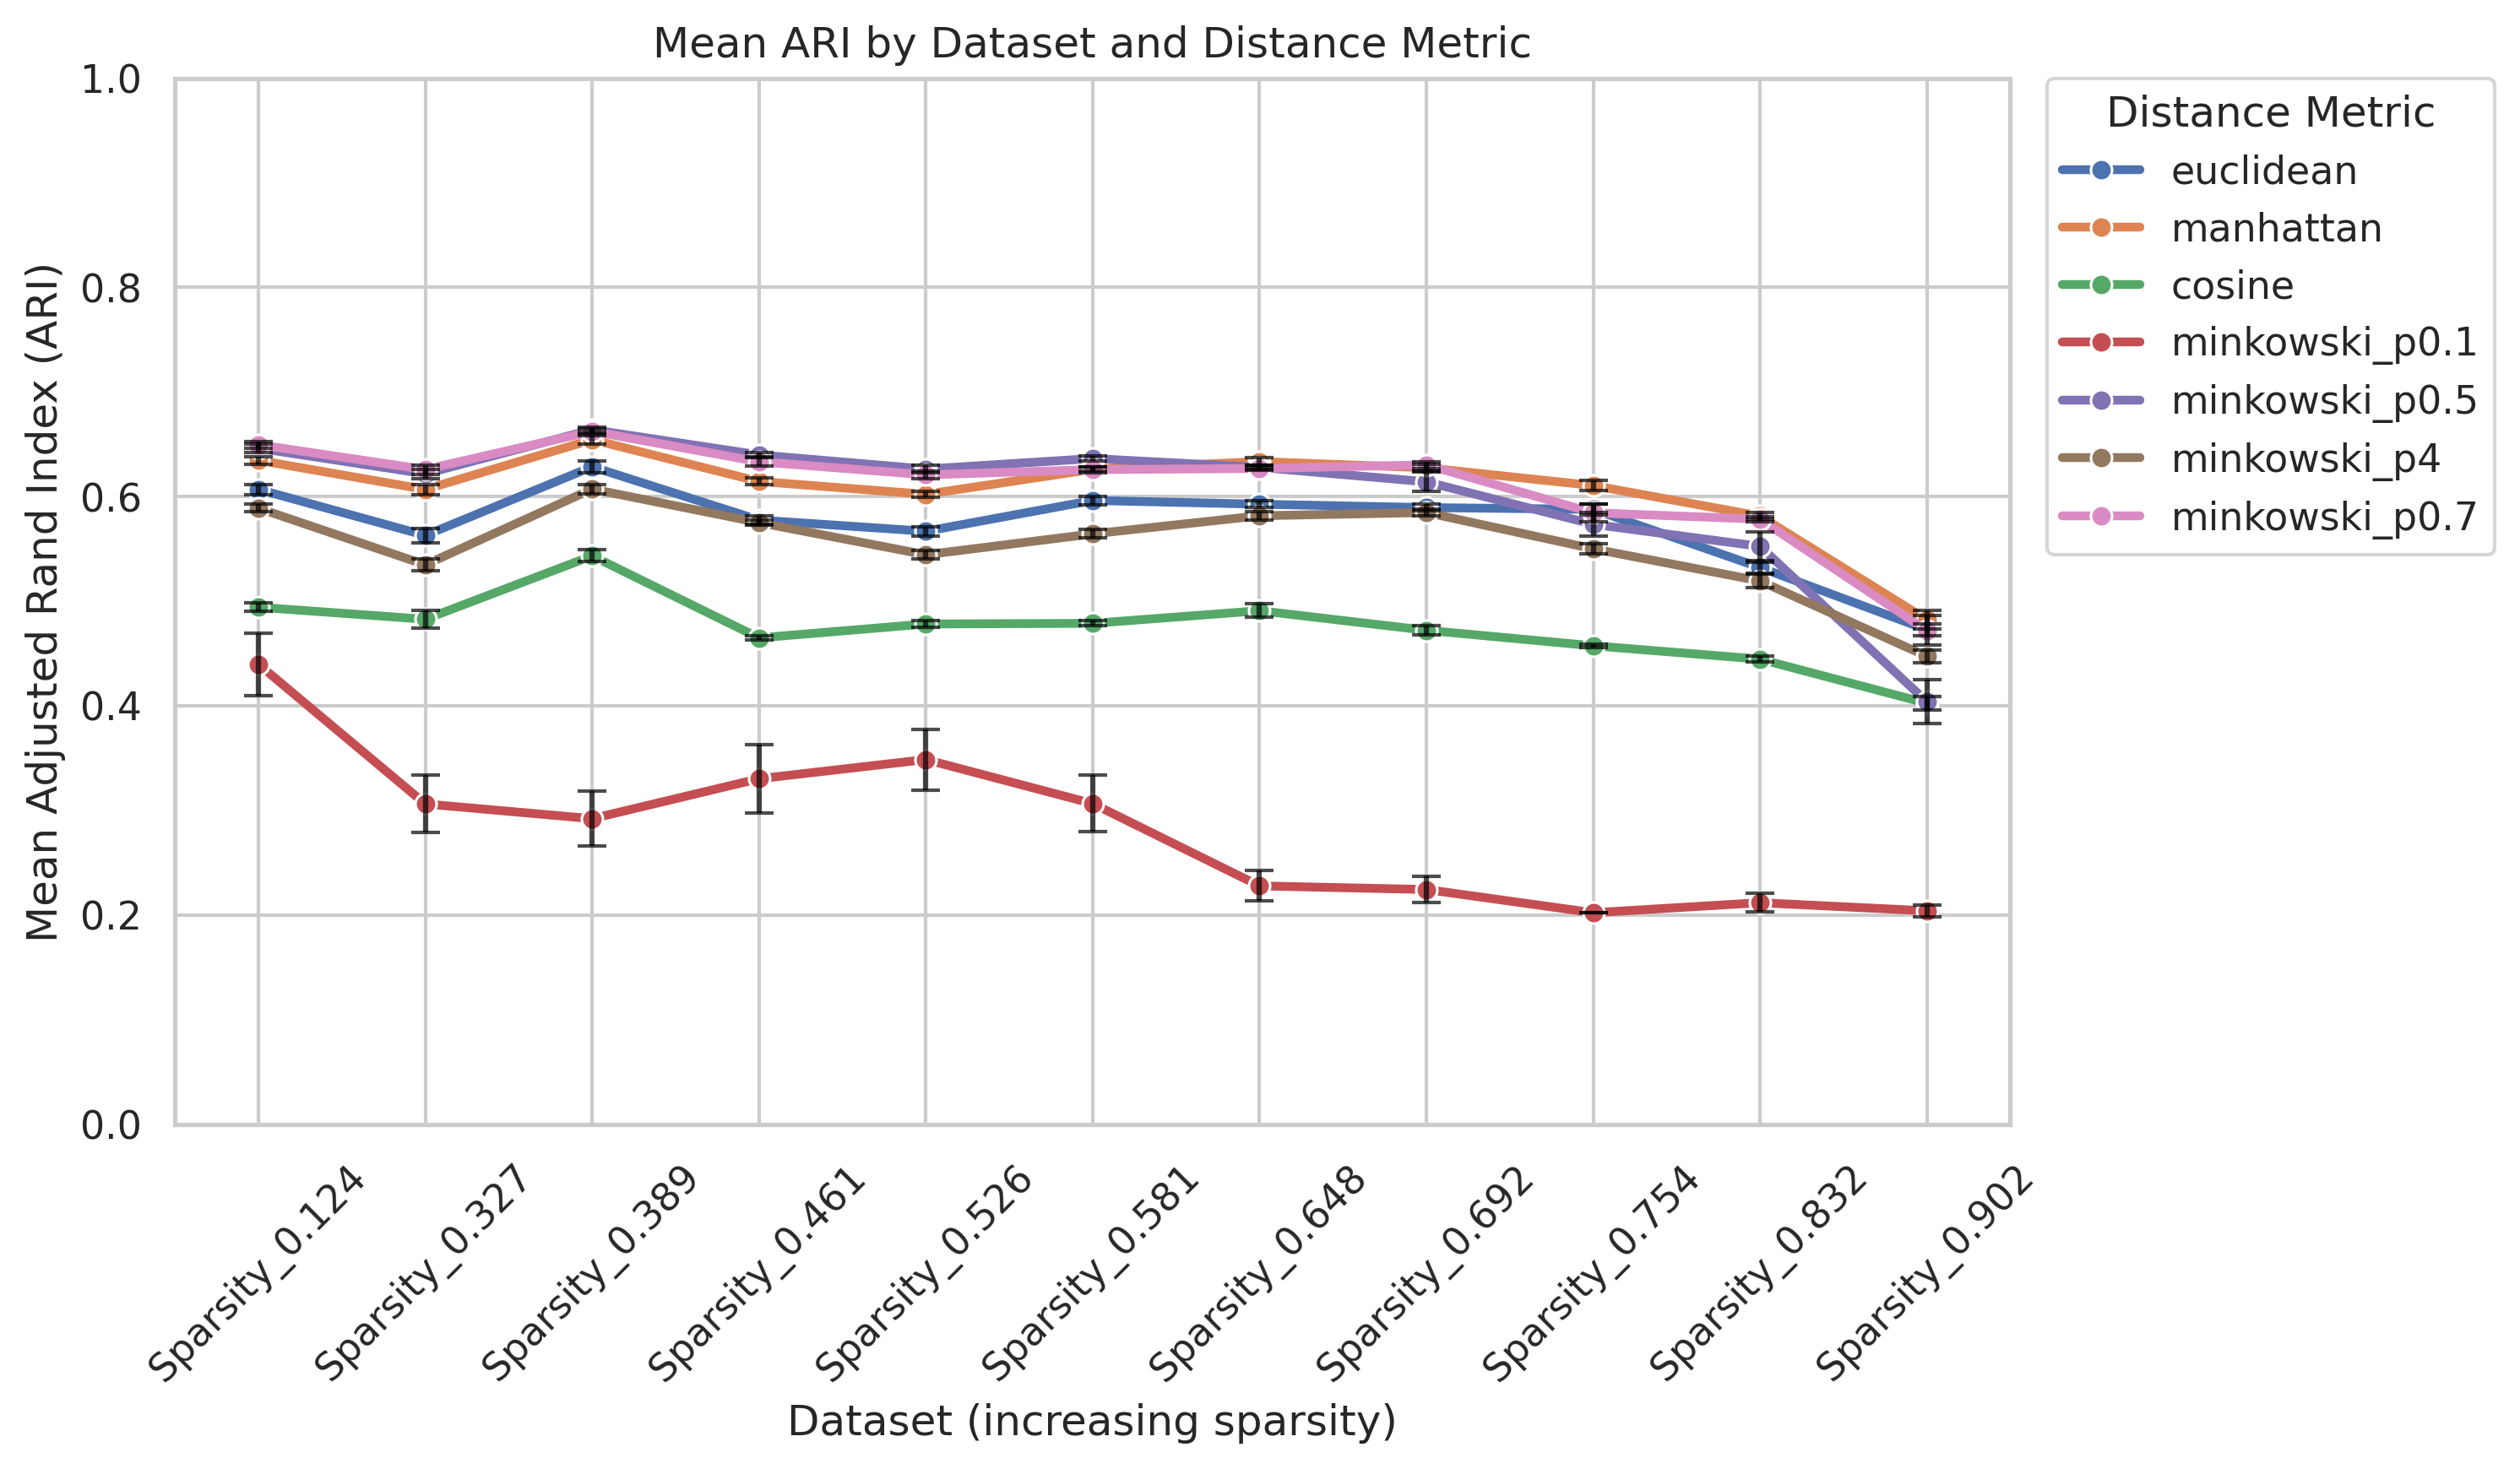 Mean ARI by Dataset and Distance Metric
Mean Adjusted Rand Index (ARI)
1.0
0.8
0.6
0.4
0.2
0.0
Sparsity_0.124
Sparsity_0.327
Sparsity_0.389
Sparsity_0.461
Sparsity_0.526
Sparsity_0.581
Sparsity_0.648
Sparsity_0.692
Sparsity_0.754
Sparsity_0.832
Sparsity_0.902
Dataset (increasing sparsity)
Distance Metric
euclidean
manhattan
cosine
minkowski_p0.1
minkowski_p0.5
minkowski_p4
minkowski_p0.7